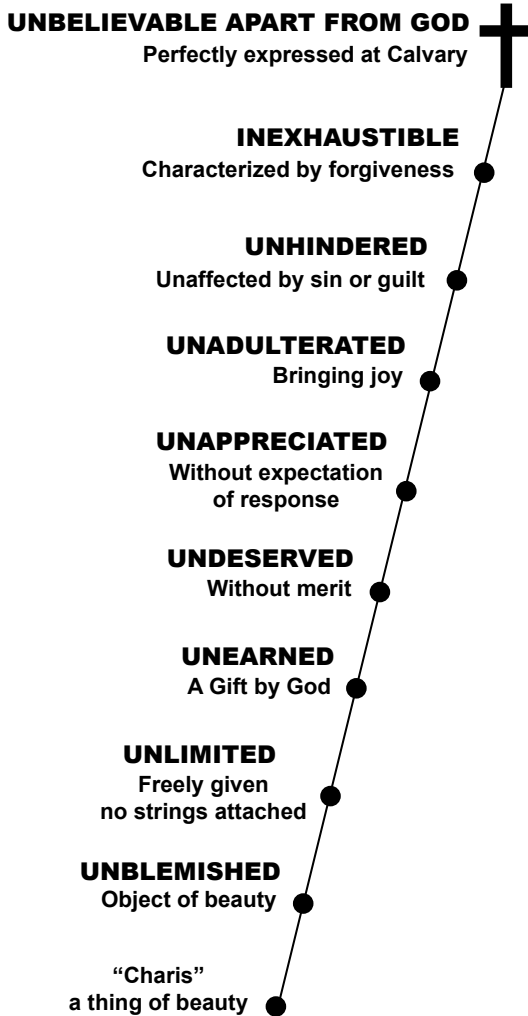 UNBELIEVABLE APART FROM GOD
Perfectly expressed at Calvary
INEXHAUSTIBLE
Characterized by forgiveness
UNHINDERED
Unaffected by sin or guilt
UNADULTERATED
Bringing joy
UNAPPRECIATED
Without expectation
of response
UNDESERVED
Without merit
UNEARNED
A Gift by God
UNLIMITED
Freely given
no strings attached
UNBLEMISHED
Object of beauty
“Charis”
a thing of beauty